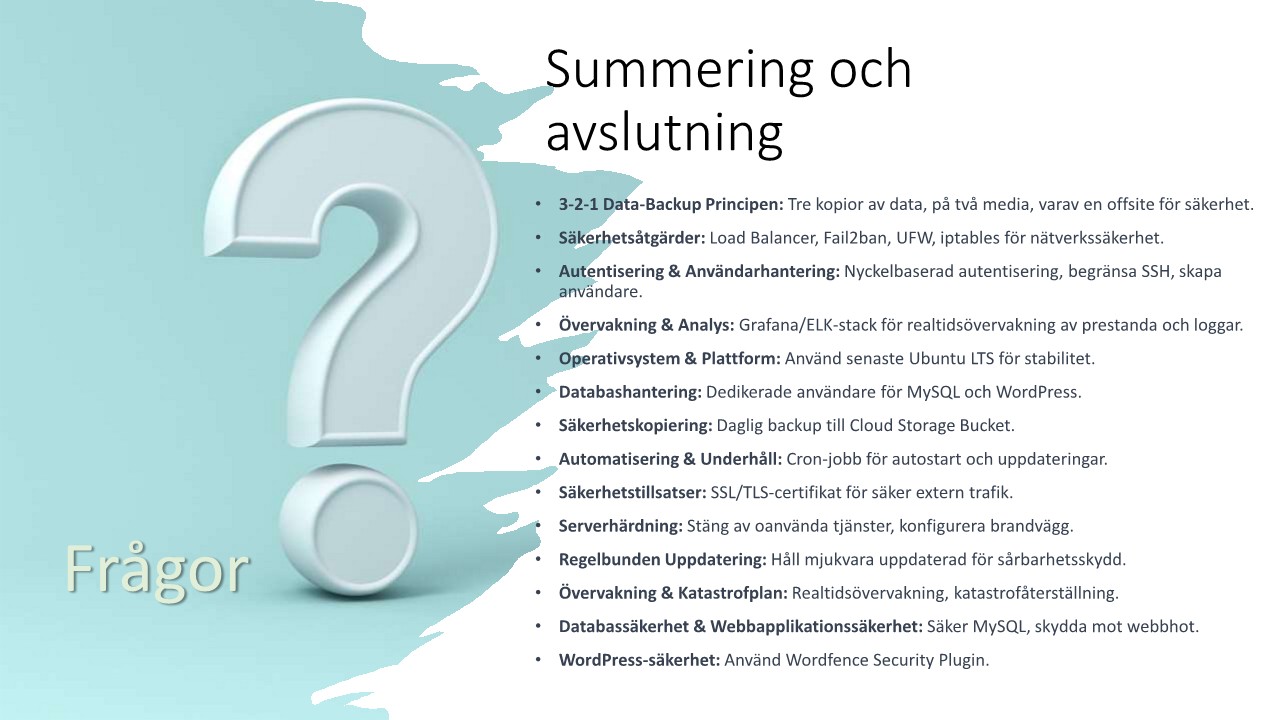 Summering och
avslutning
• 3-2-1 Data-Backup Principen: Tre kopior av data, på två media, varav en offsite för säkerhet.
• Säkerhetsåtgärder: Load Balancer, Fail2ban, UFW, iptables för nätverkssäkerhet.
• Autentisering & Användarhantering: Nyckelbaserad autentisering, begränsa SSH, skapa
användare.
• Övervakning & Analys: Grafana/ELK-stack för realtidsövervakning av prestanda och loggar.
• Operativsystem & Plattform: Använd senaste Ubuntu LTS för stabilitet.
• Databashantering: Dedikerade användare för MySQL och WordPress.
• Säkerhetskopiering: Daglig backup till Cloud Storage Bucket.
• Automatisering & Underhåll: Cron-jobb för autostart och uppdateringar.
• Säkerhetstillsatser: SSL/TLS-certifikat för säker extern trafik.
• Serverhärdning: Stäng av oanvända tjänster, konfigurera brandvägg.
• Regelbunden Uppdatering: Håll mjukvara uppdaterad för sårbarhetsskydd.
• Övervakning & Katastrofplan: Realtidsövervakning, katastrofåterställning.
• Databassäkerhet & Webbapplikationssäkerhet: Säker MySQL, skydda mot webbhot.
• WordPress-säkerhet: Använd Wordfence Security Plugin.
Frågor